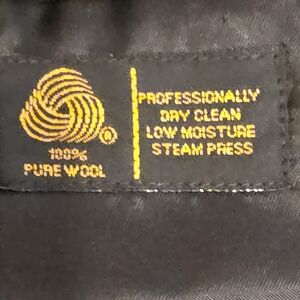 ®
100%
PURE WOOL
PROFESSIONALLY
DRY CLEAN
LOW MOISTURE
STEAM PRESS